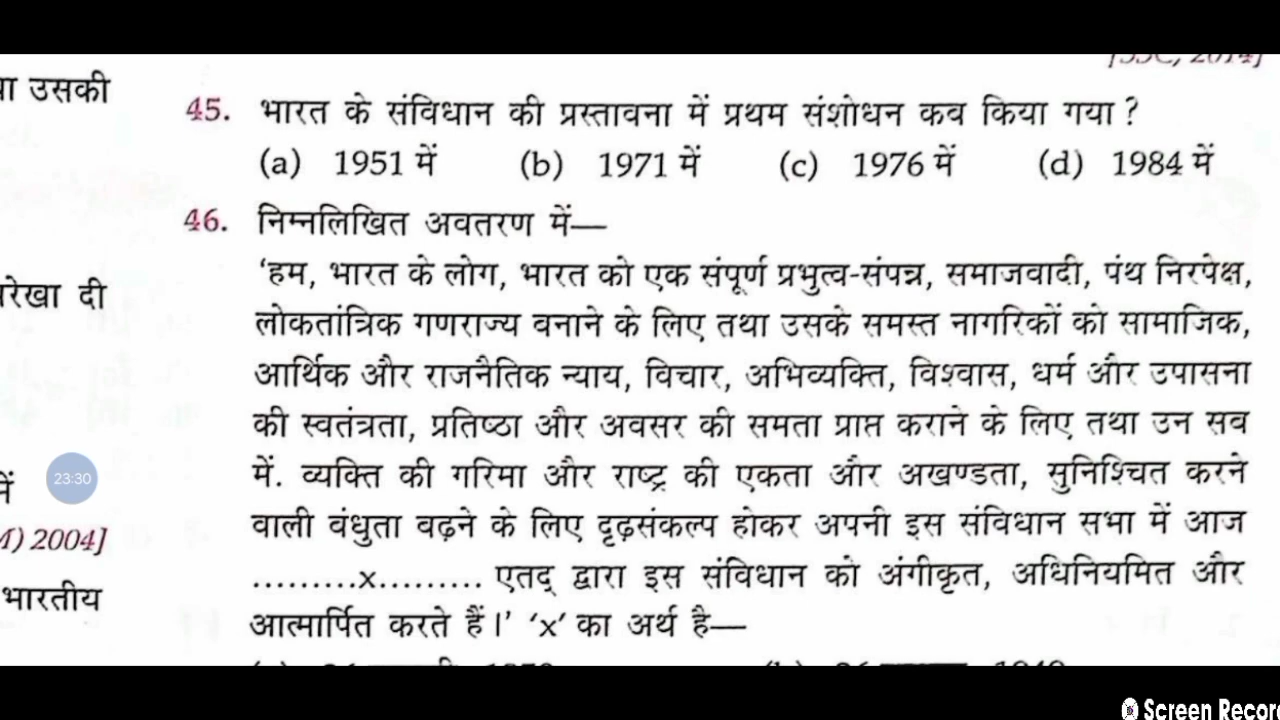 [SSC, 2014]
उसकी
45. भारत के संविधान की प्रस्तावना में प्रथम संशोधन कब किया गया ?
(a) 1951 में (b) 1971 में (c) 1976 में (d) 1984 में
46. निम्नलिखित अवतरण में—
'हम, भारत के लोग, भारत को एक संपूर्ण प्रभुत्व-संपन्न, समाजवादी, पंथ निरपेक्ष,
दी
लोकतांत्रिक गणराज्य बनाने के लिए तथा उसके समस्त नागरिकों को सामाजिक,
आर्थिक और राजनैतिक न्याय, विचार, अभिव्यक्ति, विश्वास, धर्म और उपासना
की स्वतंत्रता, प्रतिष्ठा और अवसर की समता प्राप्त कराने के लिए तथा उन सब
में. व्यक्ति की गरिमा और राष्ट्र की एकता और अखण्डता, सुनिश्चित करने
में
23:30
वाली बंधुता बढ़ने के लिए दृढ़संकल्प होकर अपनी इस संविधान सभा में आज
2004]
.........x......... एतद् द्वारा इस संविधान को अंगीकृत, अधिनियमित और
भारतीय
आत्मार्पित करते हैं।' 'x' का अर्थ है—
Screen Recor